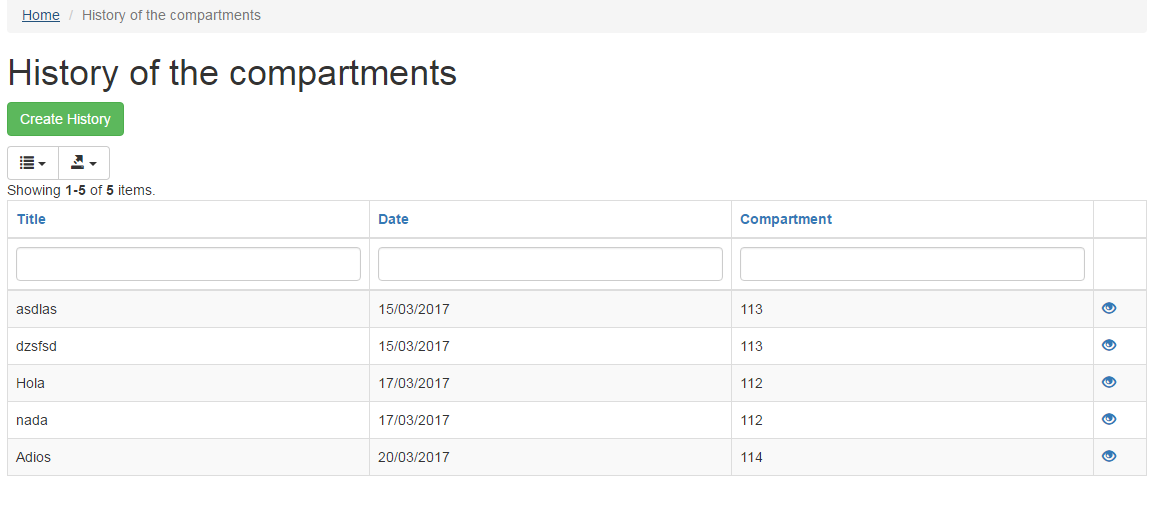 Home / History of the compartments
History of the compartments
Create History
Showing 1-5 of 5 items.
Title Date Compartment
asdlas 15/03/2017 113
dzsfsd 15/03/2017 113
Hola 17/03/2017 112
nada 17/03/2017 112
Adios 20/03/2017 114